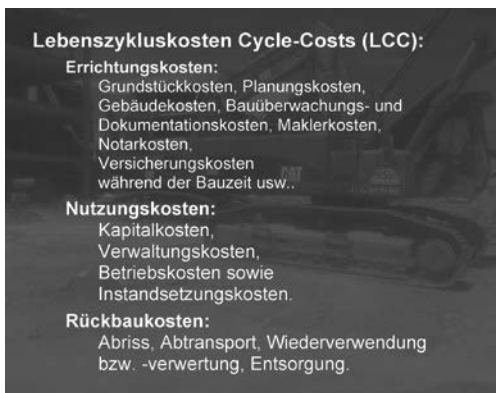 Lebenszykluskosten Cycle-Costs (LCC):
Errichtungskosten:
Grundstückkosten, Planungskosten,
Gebäudekosten, Bauüberwachungs- und
Dokumentationskosten, Maklerkosten,
Notarkosten,
Versicherungskosten
während der Bauzeit usw..
Nutzungskosten:
Kapitalkosten,
Verwaltungskosten,
Betriebskosten sowie
Instandsetzungskosten.
Rückbaukosten:
Abriss, Abtransport, Wiederverwendung
bzw. -verwertung, Entsorgung.
CAT